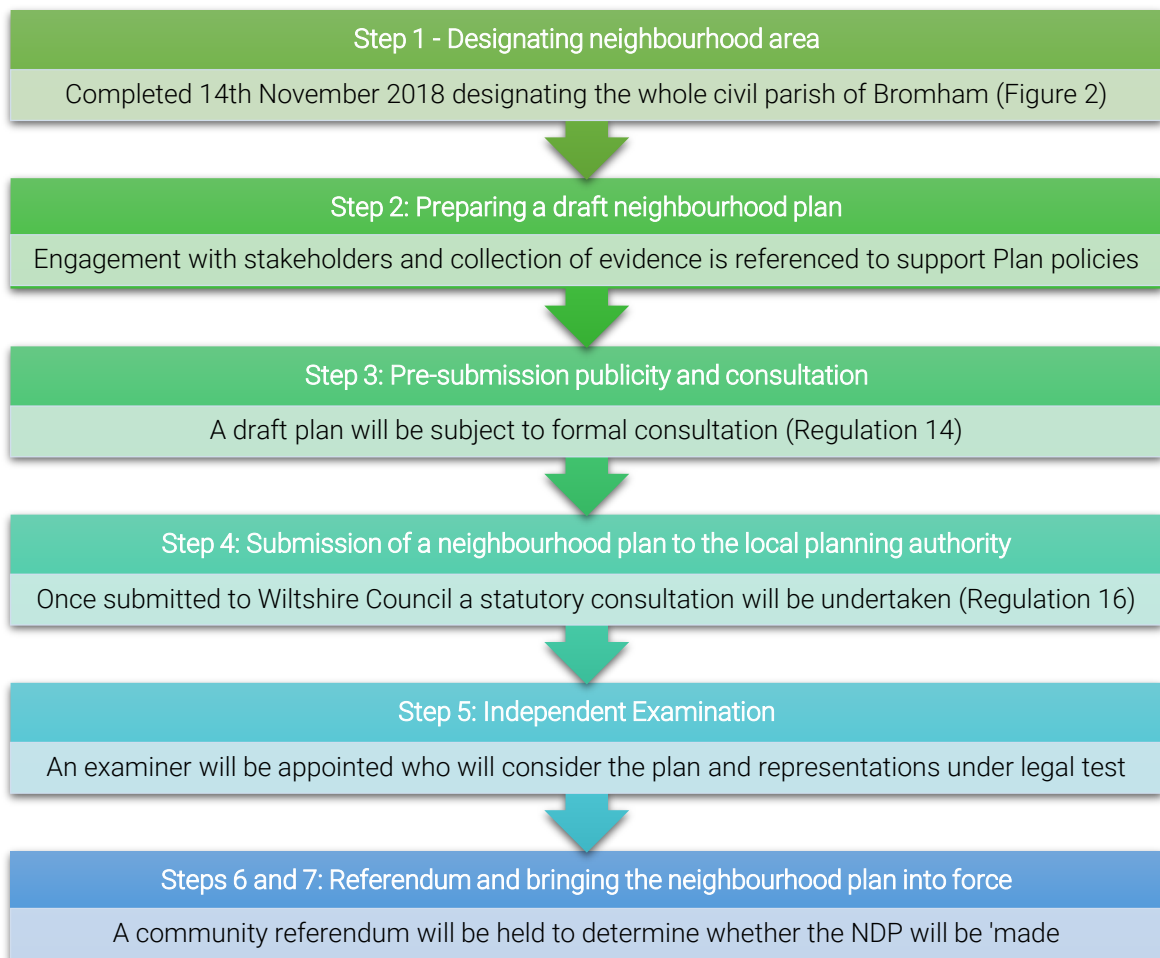 Step 1 - Designating neighbourhood area
Completed 14th November 2018 designating the whole civil parish of Bromham (Figure 2)
Step 2: Preparing a draft neighbourhood plan
Engagement with stakeholders and collection of evidence is referenced to support Plan policies
Step 3: Pre-submission publicity and consultation
A draft plan will be subject to formal consultation (Regulation 14)
Step 4: Submission of a neighbourhood plan to the local planning authority
Once submitted to Wiltshire Council a statutory consultation will be undertaken (Regulation 16)
Step 5: Independent Examination
An examiner will be appointed who will consider the plan and representations under legal test
Steps 6 and 7: Referendum and bringing the neighbourhood plan into force
A community referendum will be held to determine whether the NDP will be 'made